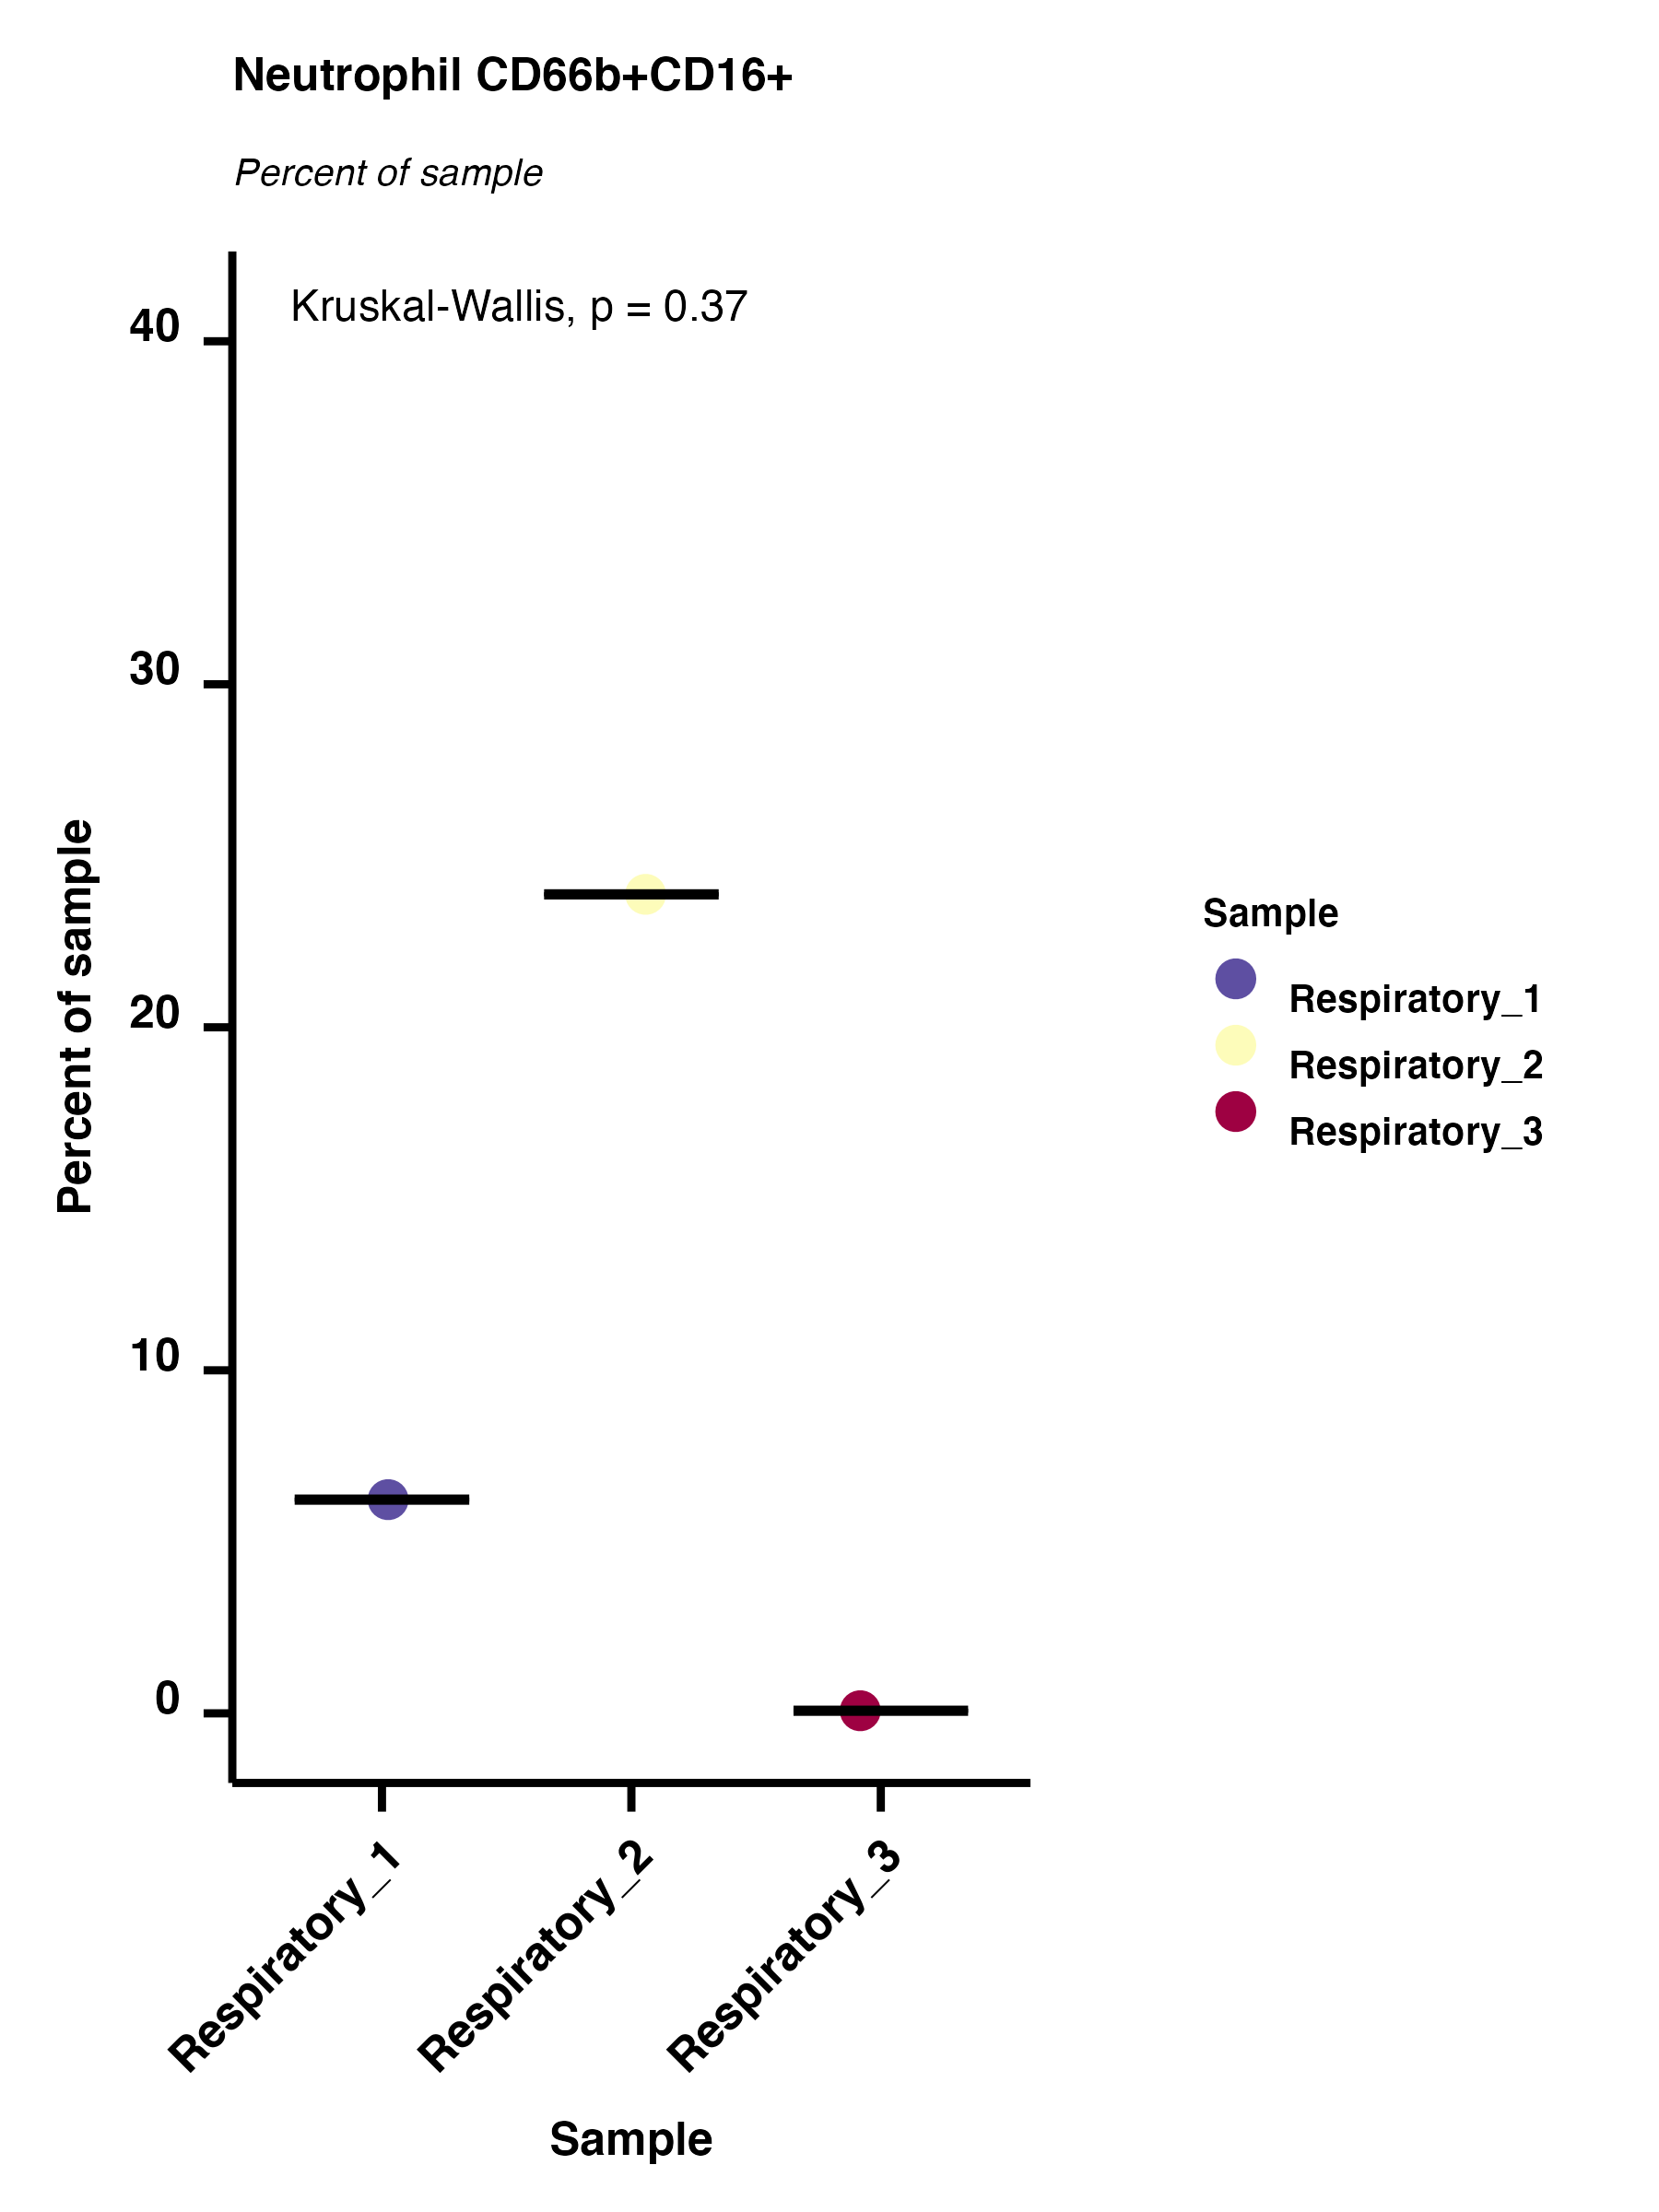 Neutrophil CD66b+CD16+
Percent of sample
Kruskal-Wallis, p = 0.37
40
30
20
10
0
Percent of sample
Respiratory_1
Respiratory_2
Respiratory_3
Sample
Sample
Respiratory_1
Respiratory_2
Respiratory_3